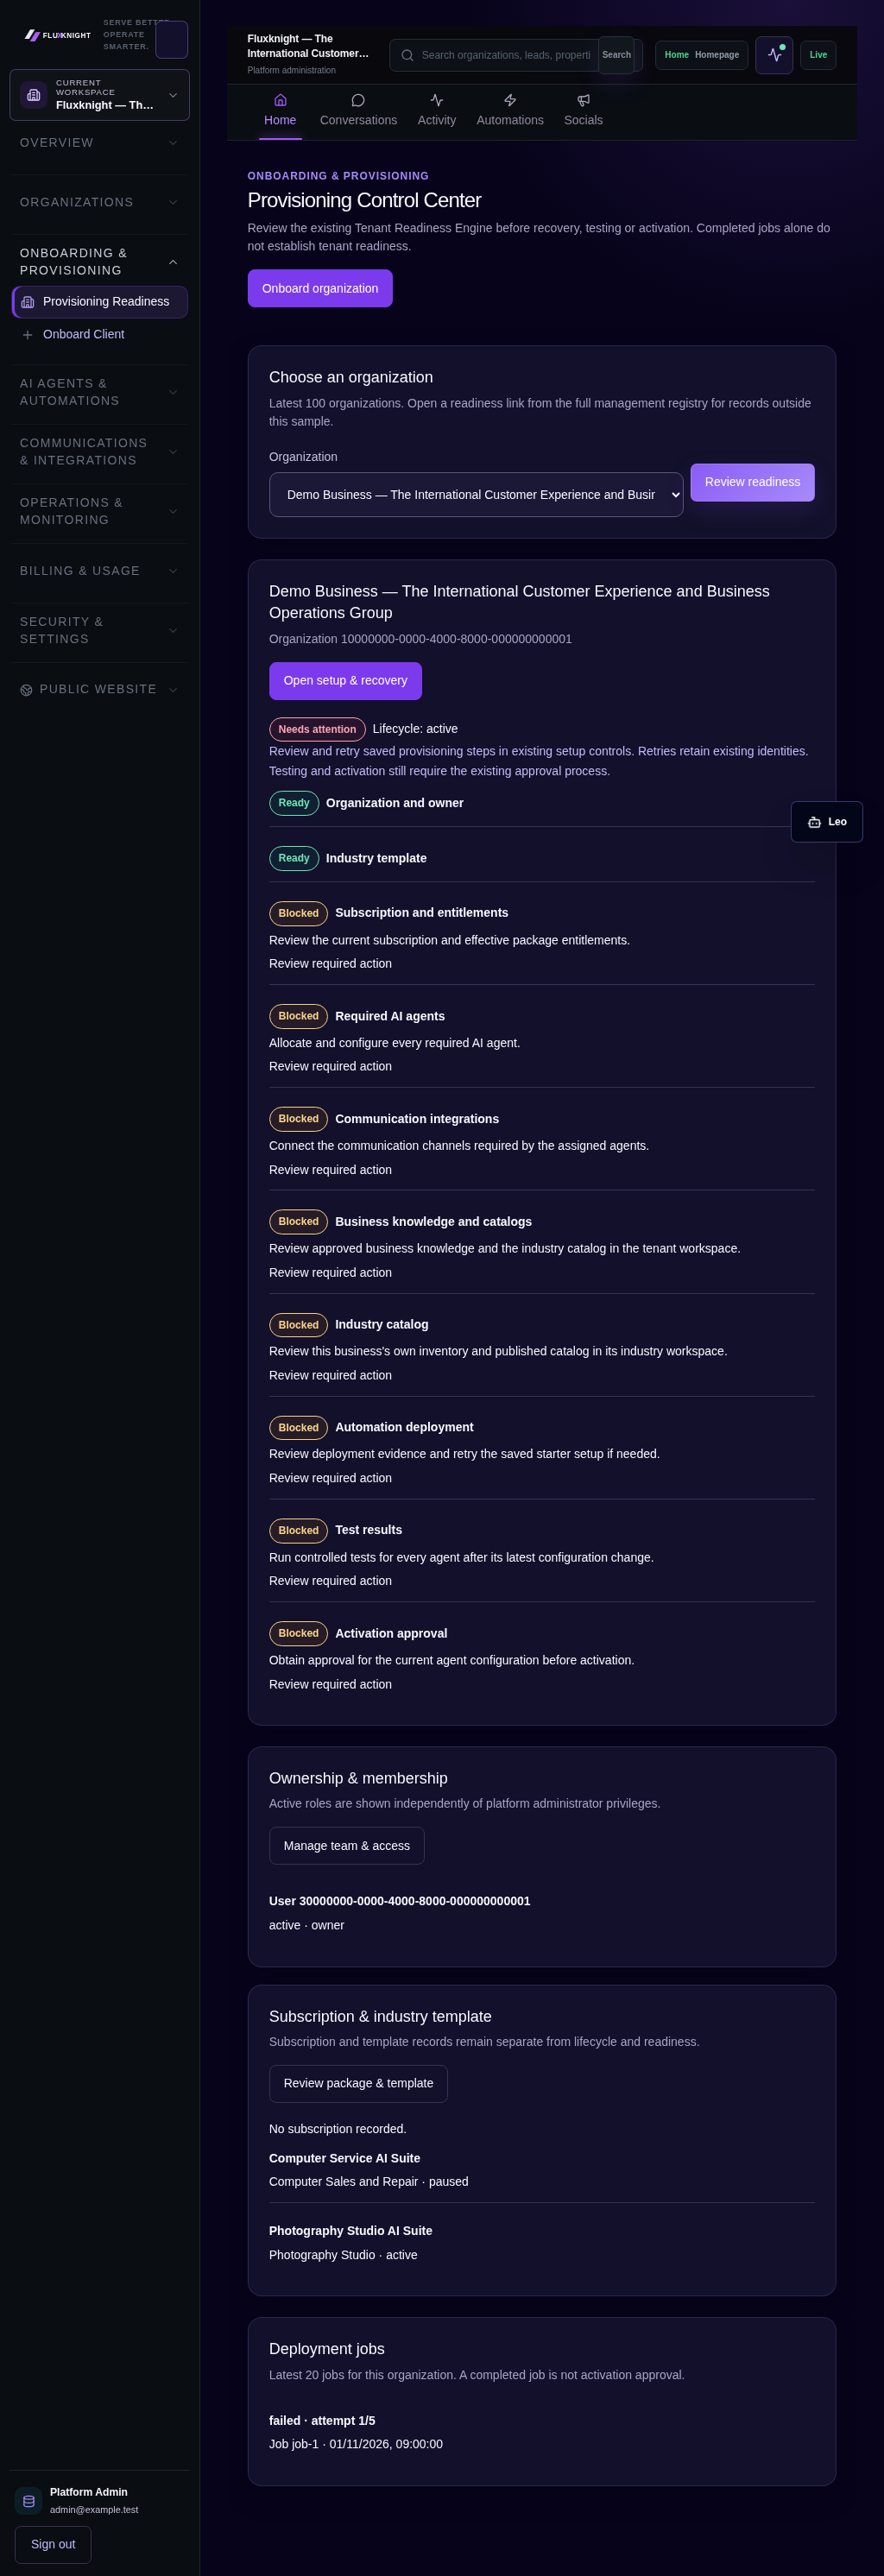 FLUXKNIGHT
SERVE BETTER.
OPERATE
SMARTER.
CURRENT
WORKSPACE
Fluxknight — Th...
OVERVIEW
ORGANIZATIONS
ONBOARDING &
PROVISIONING
Provisioning Readiness
Onboard Client
AI AGENTS &
AUTOMATIONS
COMMUNICATIONS
& INTEGRATIONS
OPERATIONS &
MONITORING
BILLING & USAGE
SECURITY &
SETTINGS
PUBLIC WEBSITE
Platform Admin
admin@example.test
Sign out
Fluxknight — The
International Customer...
Platform administration
Search organizations, leads, properti
Search
Home Homepage
Live
Home
Conversations
Activity
Automations
Socials
ONBOARDING & PROVISIONING
Provisioning Control Center
Review the existing Tenant Readiness Engine before recovery, testing or activation. Completed jobs alone do
not establish tenant readiness.
Onboard organization
Choose an organization
Latest 100 organizations. Open a readiness link from the full management registry for records outside
this sample.
Organization
Demo Business — The International Customer Experience and Busir
Review readiness
Demo Business — The International Customer Experience and Business
Operations Group
Organization 10000000-0000-4000-8000-000000000001
Open setup & recovery
Needs attention Lifecycle: active
Review and retry saved provisioning steps in existing setup controls. Retries retain existing identities.
Testing and activation still require the existing approval process.
Ready Organization and owner
Leo
Ready Industry template
Blocked Subscription and entitlements
Review the current subscription and effective package entitlements.
Review required action
Blocked Required AI agents
Allocate and configure every required AI agent.
Review required action
Blocked Communication integrations
Connect the communication channels required by the assigned agents.
Review required action
Blocked Business knowledge and catalogs
Review approved business knowledge and the industry catalog in the tenant workspace.
Review required action
Blocked Industry catalog
Review this business's own inventory and published catalog in its industry workspace.
Review required action
Blocked Automation deployment
Review deployment evidence and retry the saved starter setup if needed.
Review required action
Blocked Test results
Run controlled tests for every agent after its latest configuration change.
Review required action
Blocked Activation approval
Obtain approval for the current agent configuration before activation.
Review required action
Ownership & membership
Active roles are shown independently of platform administrator privileges.
Manage team & access
User 30000000-0000-4000-8000-000000000001
active · owner
Subscription & industry template
Subscription and template records remain separate from lifecycle and readiness.
Review package & template
No subscription recorded.
Computer Service AI Suite
Computer Sales and Repair · paused
Photography Studio AI Suite
Photography Studio · active
Deployment jobs
Latest 20 jobs for this organization. A completed job is not activation approval.
failed · attempt 1/5
Job job-1 · 01/11/2026, 09:00:00